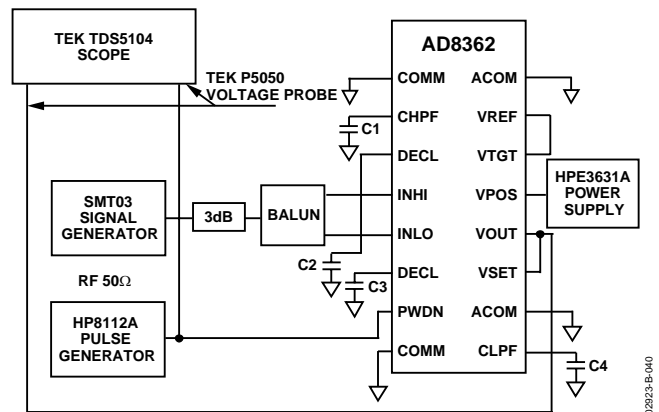 TEK TDS5104
SCOPE
TEK P5050
VOLTAGE PROBE
SMT03
SIGNAL
GENERATOR
3dB
BALUN
RF 50Ω
HP8112A
PULSE
GENERATOR
C1
C2
C3
AD8362
COMM ACOM
CHPF VREF
DECL VTGT
INHI VPOS
INLO VOUT
DECL VSET
PWDN ACOM
COMM CLPF
HPE3631A
POWER
SUPPLY
C4
02923-B-040